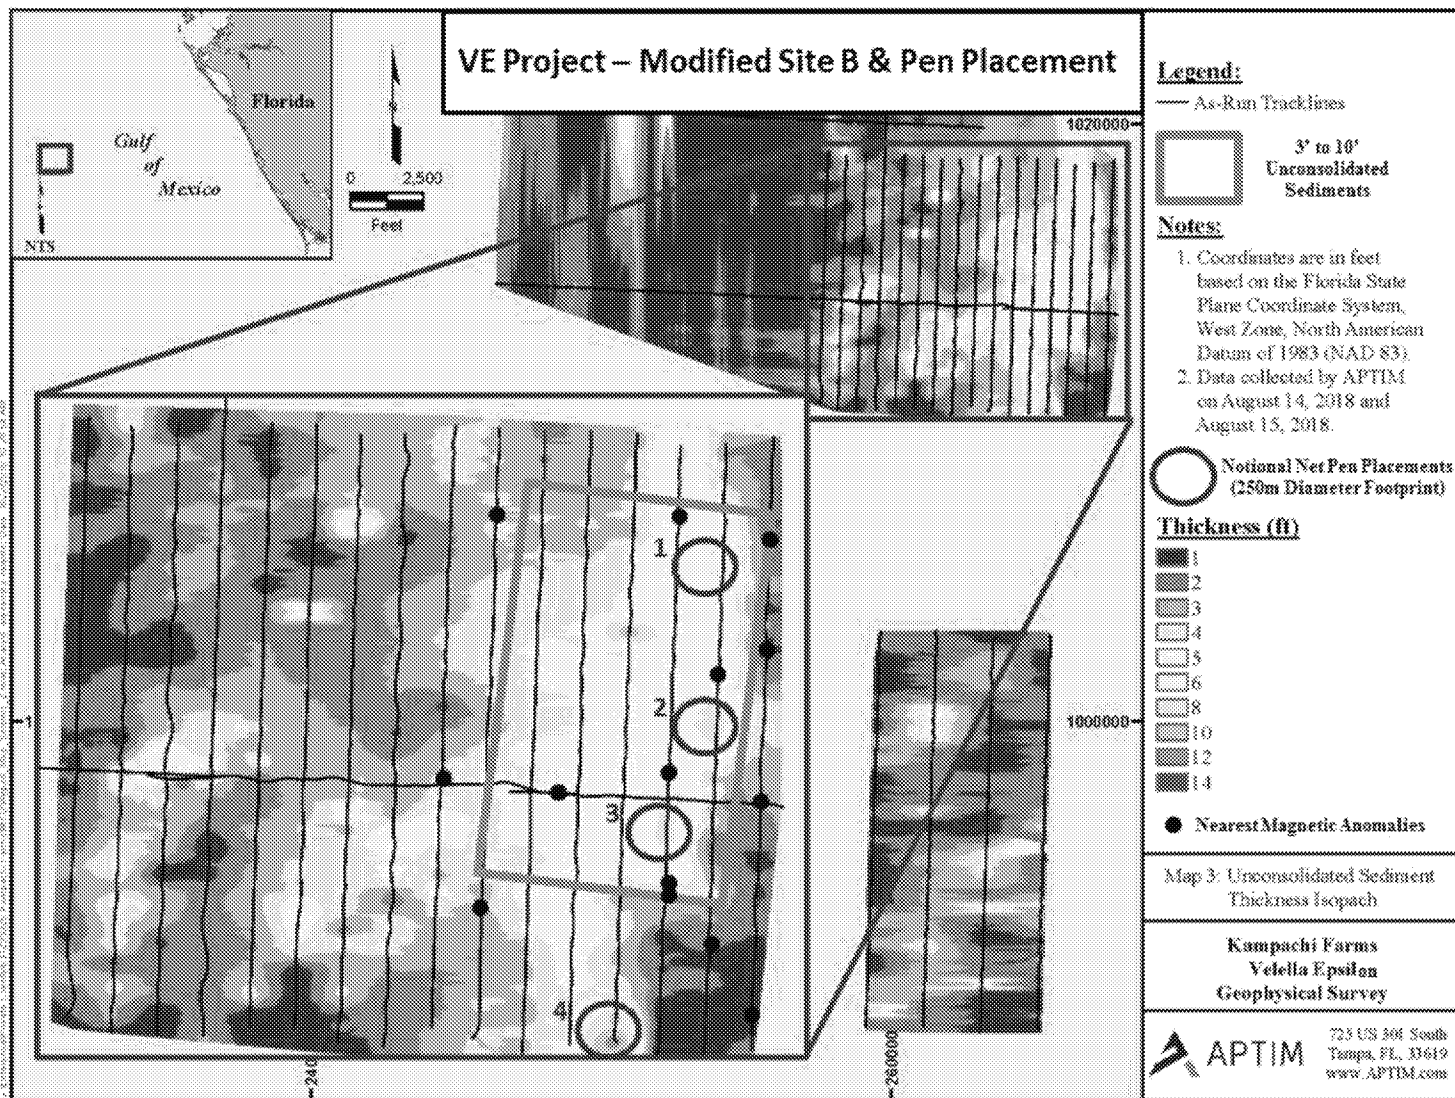 VE Project – Modified Site B & Pen Placement
Florida
Gulf
of
Mexico
NTS
0 2,500
Feet
1020000
1000000
1
240
260000
1
2
3
4
Legend:
As-Run Tracklines
3' to 10'
Unconsolidated
Sediments
Notes:
1. Coordinates are in feet
based on the Florida State
Plane Coordinate System,
West Zone, North American
Datum of 1983 (NAD 83).
2. Data collected by APTIM
on August 14, 2018 and
August 15, 2018.
Notional Net Pen Placements
(250m Diameter Footprint)
Thickness (ft)
1
2
3
4
5
6
8
10
12
14
Nearest Magnetic Anomalies
Map 3: Unconsolidated Sediment
Thickness Isopach
Kampachi Farms
Velella Epsilon
Geophysical Survey
APTIM
725 US 301 South
Tampa, FL, 33619
www.APTIM.com